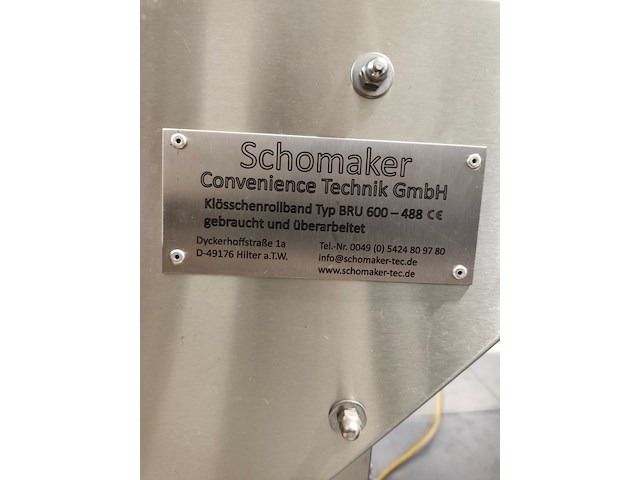 Schomaker
Convenience Technik GmbH
Klösschenrollband Typ BRU 600 – 488 CE
gebraucht und überarbeitet
Dyckerhoffstraße 1a
D-49176 Hilter a.T.W.
Tel.-Nr. 0049 (0) 5424 80 97 80
info@schomaker-tec.de
www.schomaker-tec.de